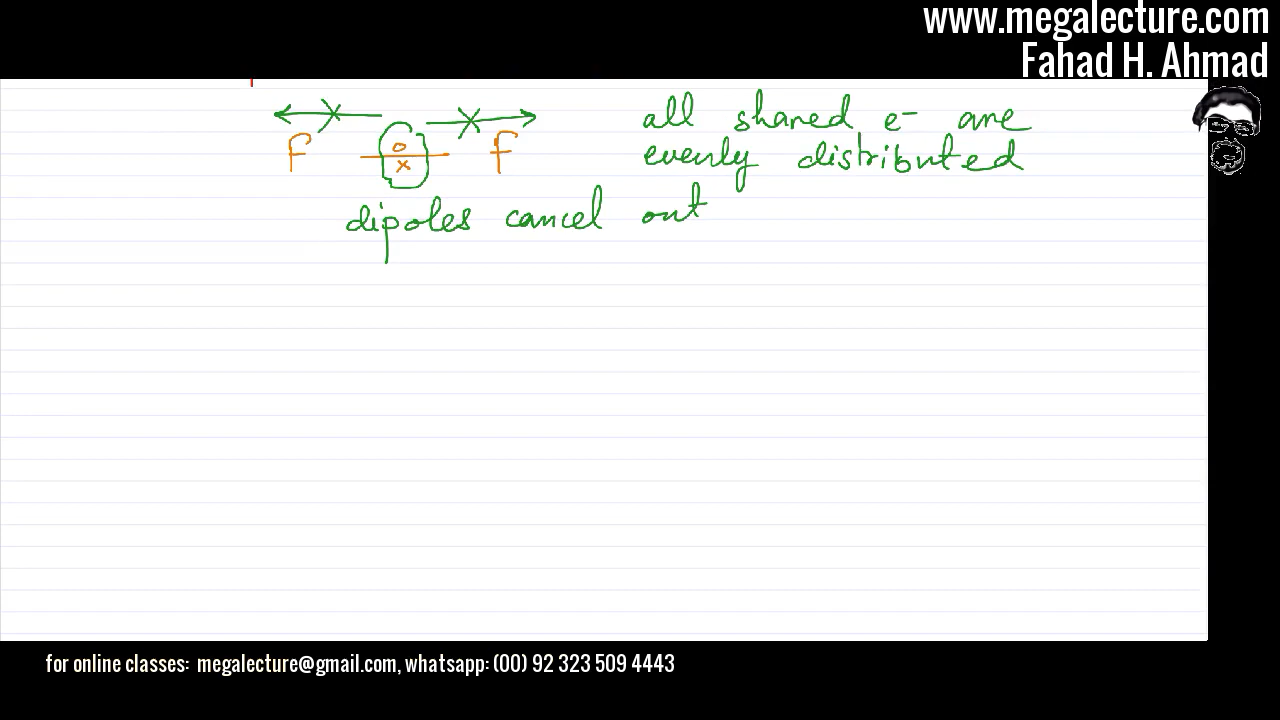 www.megalecture.com
Fahad H. Ahmad
all shared e- are
evenly distributed
F o x F
dipoles cancel out
for online classes: megalecture@gmail.com, whatsapp: (00) 92 323 509 4443